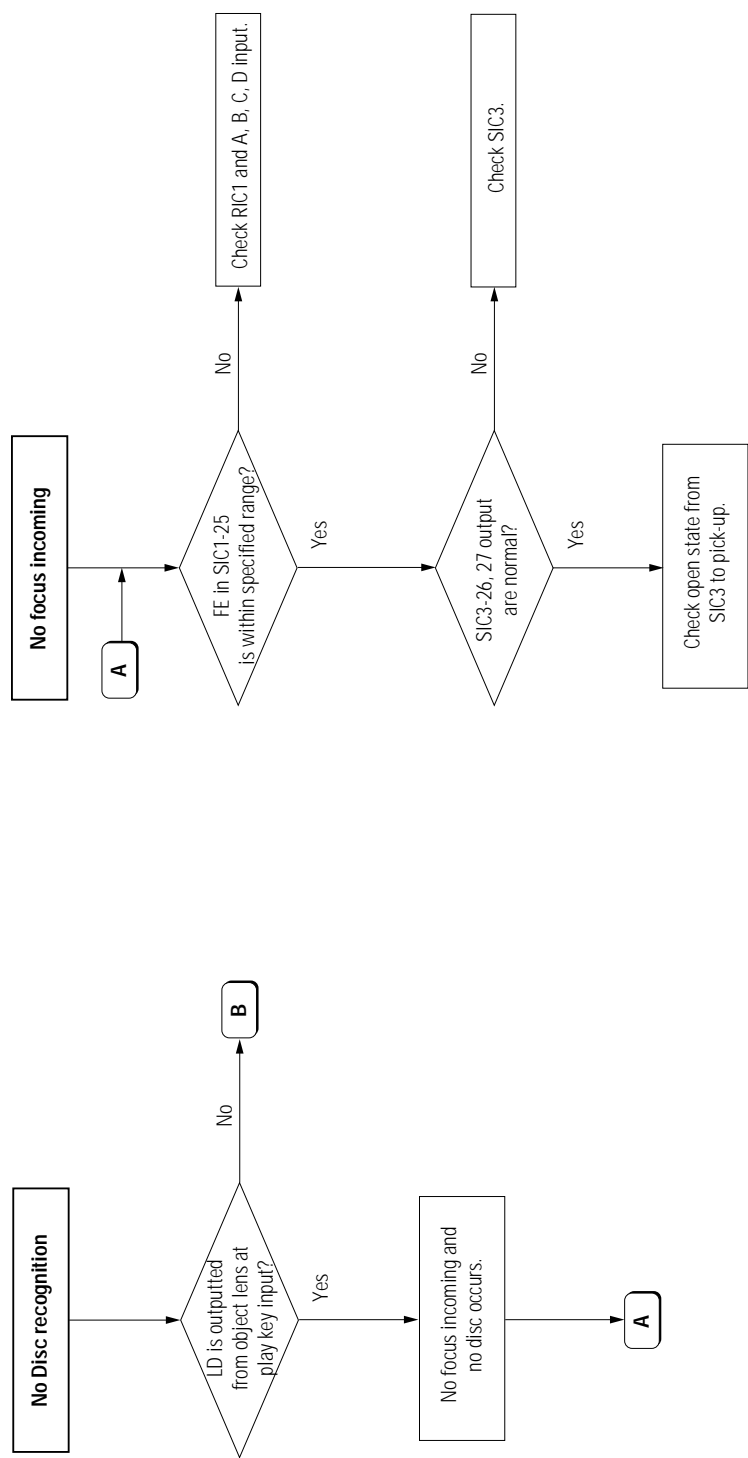 No Disc recognition
LD is outputted
from object lens at
play key input?
No
B
Yes
No focus incoming and
no disc occurs.
A
No focus incoming
A
FE in SIC1-25
is within specified range?
No
Check RIC1 and A, B, C, D input.
Yes
SIC3-26, 27 output
are normal?
No
Check SIC3.
Yes
Check open state from
SIC3 to pick-up.